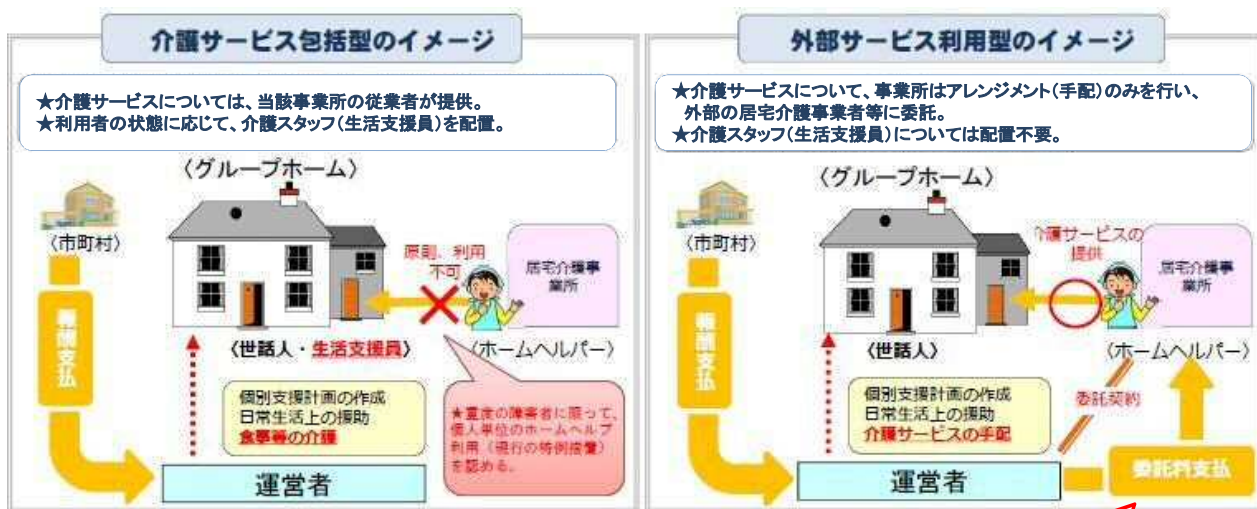 介護サービス包括型のイメージ
★介護サービスについては、当該事業所の従業者が提供。
★利用者の状態に応じて、介護スタッフ(生活支援員)を配置。
〈グループホーム〉
〈市町村〉
原則、利用
不可
居宅介護事
業所
報酬支払
〈世話人・生活支援員〉
〈ホームヘルパー〉
個別支援計画の作成
日常生活上の援助
食事等の介護
★重度の障害者に限って、
個人単位のホームヘルプ
利用（現行の特例措置）
を認める。
運営者
外部サービス利用型のイメージ
★介護サービスについて、事業所はアレンジメント(手配)のみを行い、
外部の居宅介護事業者等に委託。
★介護スタッフ(生活支援員)については配置不要。
〈グループホーム〉
〈市町村〉
介護サービスの
提供
居宅介護事
業所
報酬支払
〈世話人〉
〈ホームヘルパー〉
個別支援計画の作成
日常生活上の援助
介護サービスの手配
委託契約
運営者
委託料支払